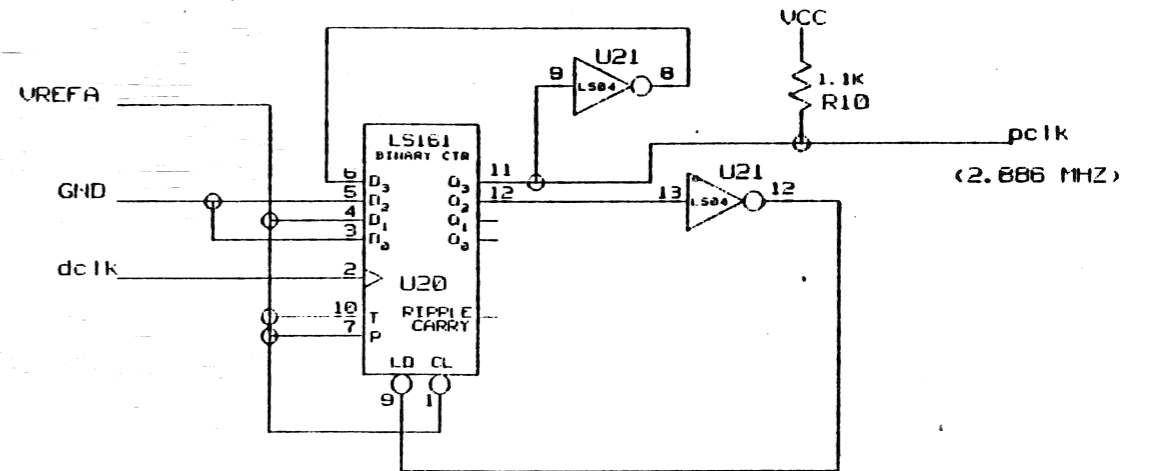 VCC
U21
9
8
LS04
1.1K
R10
VREFA
pclk
LS161
BINARY CTR
(2.886 MHZ)
6
D3
Q3
11
U21
GND
5
D2
Q2
12
13
LS04
12
4
D1
Q1
3
D0
Q0
dclk
2
U20
10
T
RIPPLE
CARRY
7
P
LD
CL
9
1